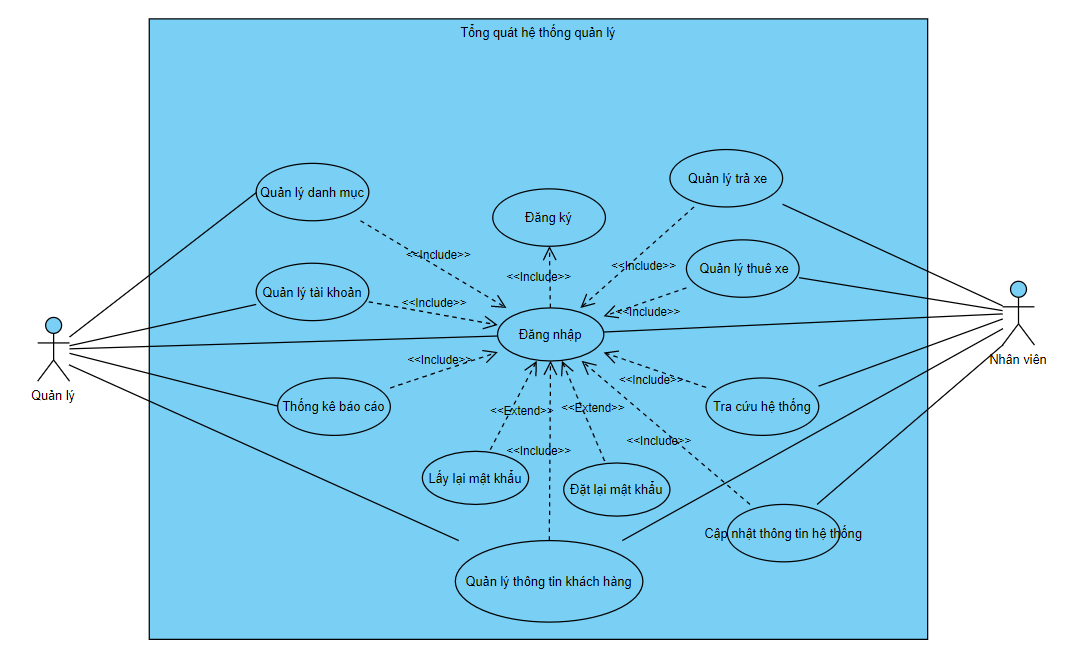 Tổng quát hệ thống quản lý
Quản lý trả xe
Quản lý danh mục
Đăng ký
<<Include>>
<<Include>>
Quản lý thuê xe
<<Include>>
Quản lý tài khoản
<<Include>>
<<Include>>
Đăng nhập
Quản lý
Nhân viên
<<Include>>
<<Include>>
Thống kê báo cáo
<<Extend>>
<<Extend>>
Tra cứu hệ thống
<<Include>>
<<Include>>
Lấy lại mật khẩu
Đặt lại mật khẩu
Cập nhật thông tin hệ thống
Quản lý thông tin khách hàng